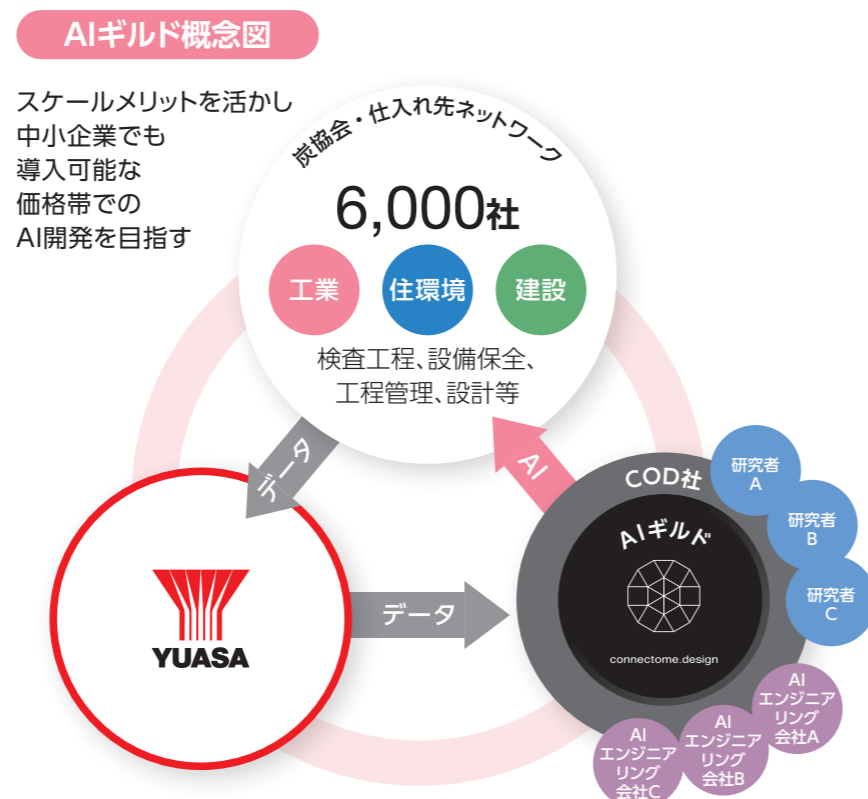 AIギルド概念図
スケールメリットを活かし
中小企業でも
導入可能な
価格帯での
AI開発を目指す
炭協会・仕入れ先ネットワーク
6,000社
工業
住環境
建設
検査工程、設備保全、
工程管理、設計等
データ
AI
YUASA
データ
COD社
AIギルド
connectome.design
研究者
A
研究者
B
研究者
C
AI
エンジニア
リング
会社A
AI
エンジニア
リング
会社B
AI
エンジニア
リング
会社C